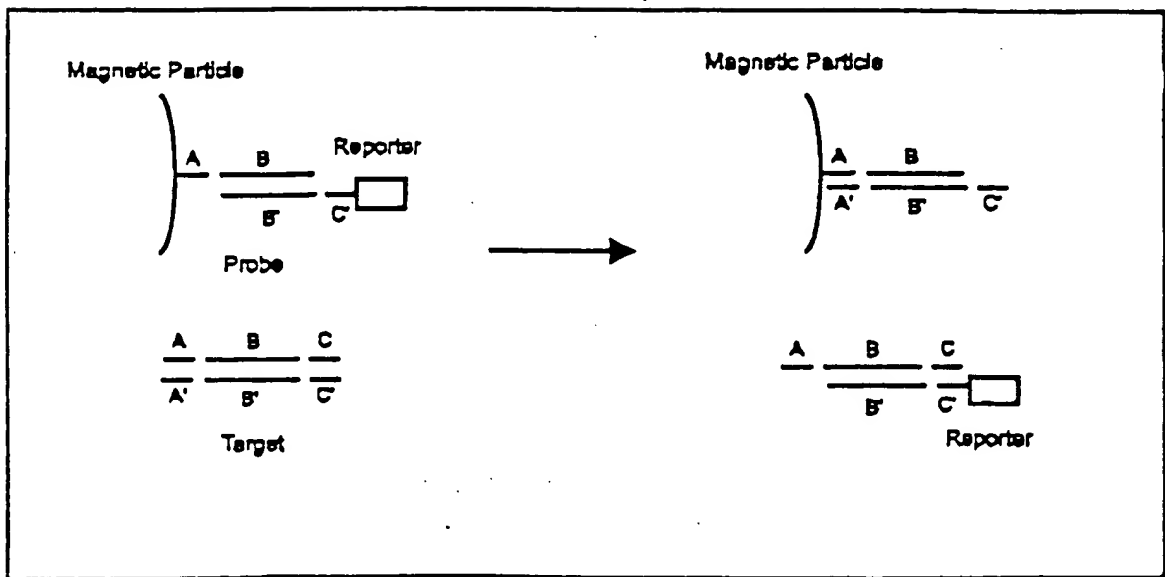 Magnetic Particle
A B Reporter
B' C'
Probe
A B C
A' B' C'
Target
Magnetic Particle
A B
A' B' C'
A B C
B' C'
Reporter